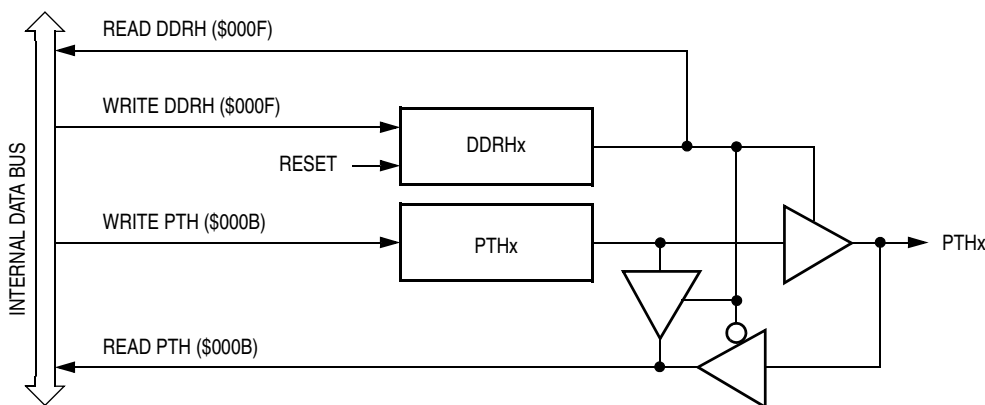 READ DDRH ($000F)
WRITE DDRH ($000F)
DDRHx
RESET
INTERNAL DATA BUS
WRITE PTH ($000B)
PTHx
PTHx
READ PTH ($000B)